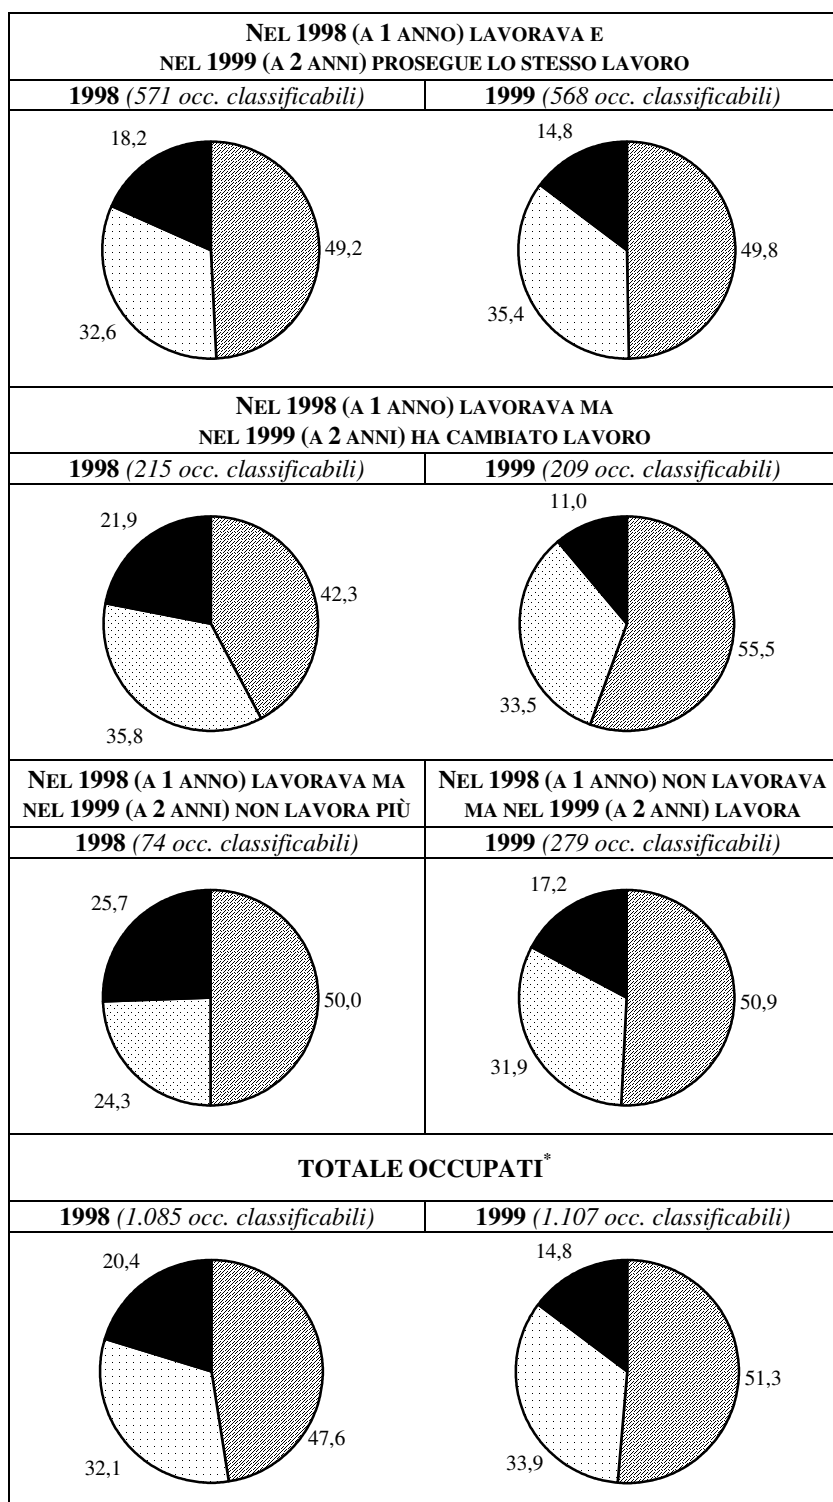 NEL 1998 (A 1 ANNO) LAVORAVA E
NEL 1999 (A 2 ANNI) PROSEGUE LO STESSO LAVORO
1998 (571 occ. classificabili)
1999 (568 occ. classificabili)
18,2
49,2
32,6
14,8
49,8
35,4
NEL 1998 (A 1 ANNO) LAVORAVA MA
NEL 1999 (A 2 ANNI) HA CAMBIATO LAVORO
1998 (215 occ. classificabili)
1999 (209 occ. classificabili)
21,9
42,3
35,8
11,0
55,5
33,5
NEL 1998 (A 1 ANNO) LAVORAVA MA
NEL 1999 (A 2 ANNI) NON LAVORA PIÙ
1998 (74 occ. classificabili)
25,7
50,0
24,3
NEL 1998 (A 1 ANNO) NON LAVORAVA
MA NEL 1999 (A 2 ANNI) LAVORA
1999 (279 occ. classificabili)
17,2
50,9
31,9
TOTALE OCCUPATI*
1998 (1.085 occ. classificabili)
1999 (1.107 occ. classificabili)
20,4
47,6
32,1
14,8
51,3
33,9